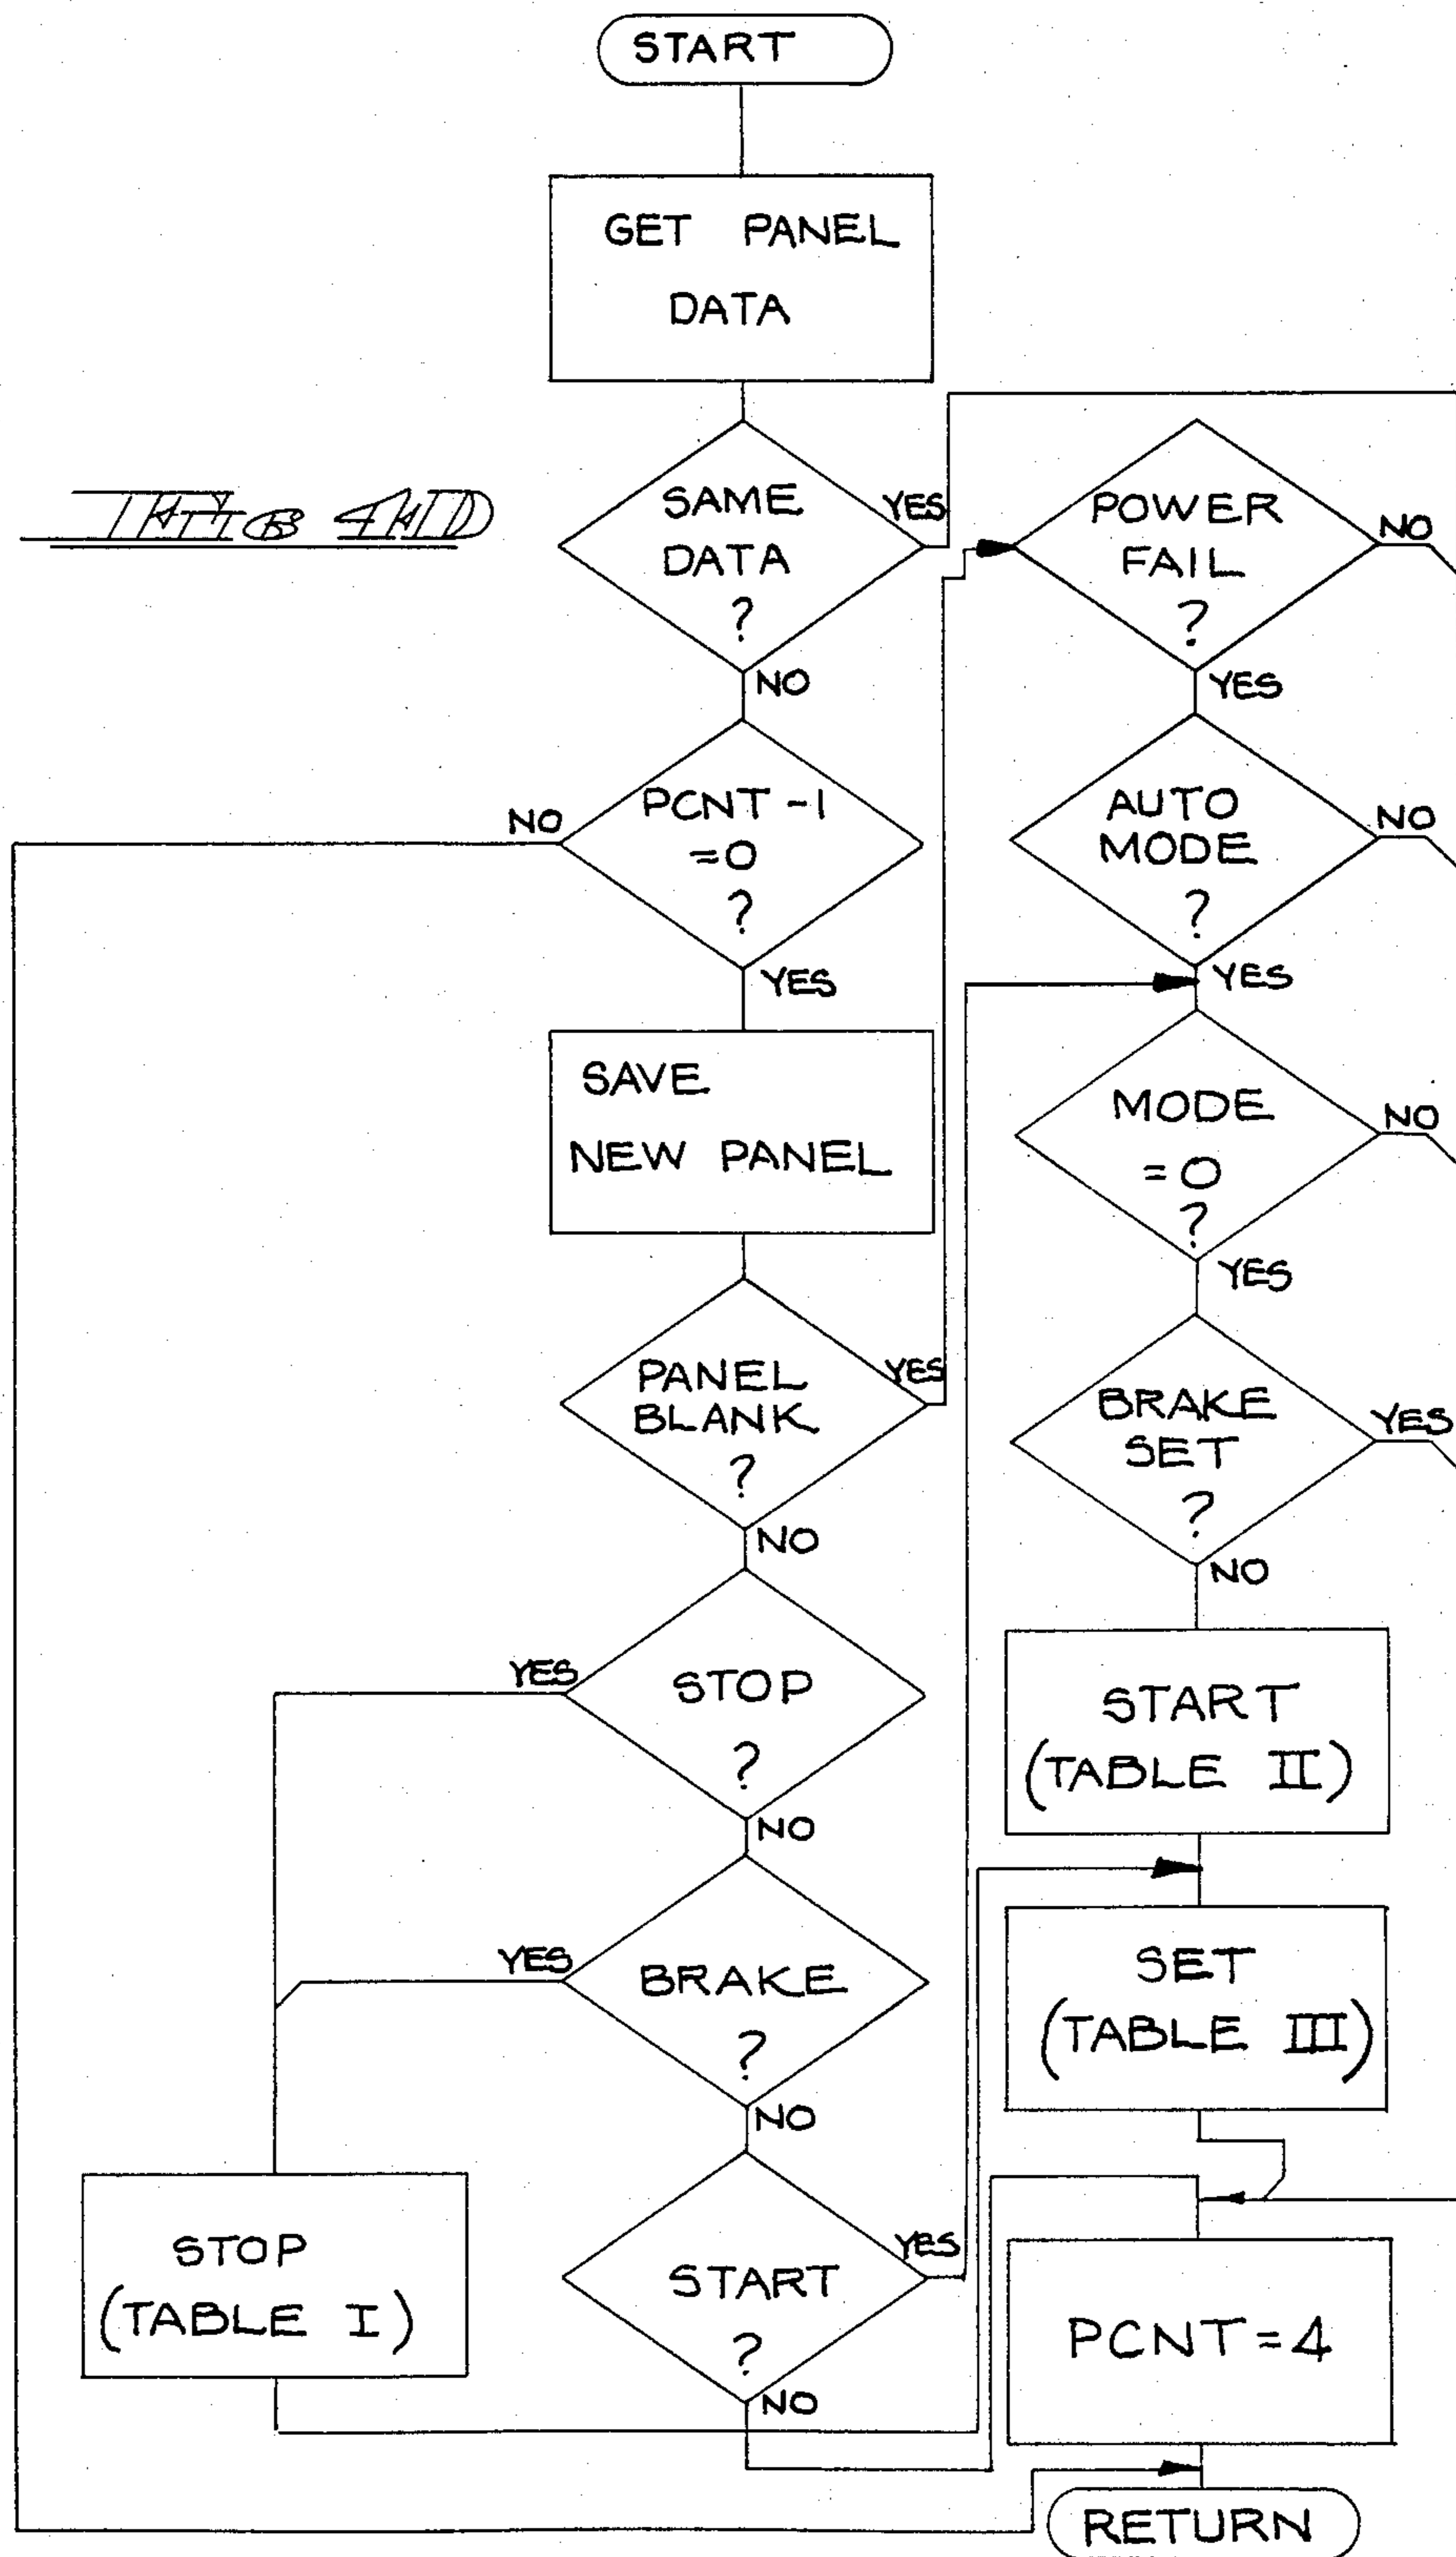 START
GET PANEL
DATA
SAME
DATA
?
YES
NO
FIG 4D
PCNT -1
=0
?
NO
YES
SAVE
NEW PANEL
PANEL
BLANK
?
YES
NO
STOP
?
YES
NO
BRAKE
?
YES
NO
START
?
YES
NO
STOP
(TABLE I)
POWER
FAIL
?
NO
YES
AUTO
MODE
?
NO
YES
MODE
=0
?
NO
YES
BRAKE
SET
?
YES
NO
START
(TABLE II)
SET
(TABLE III)
PCNT=4
RETURN